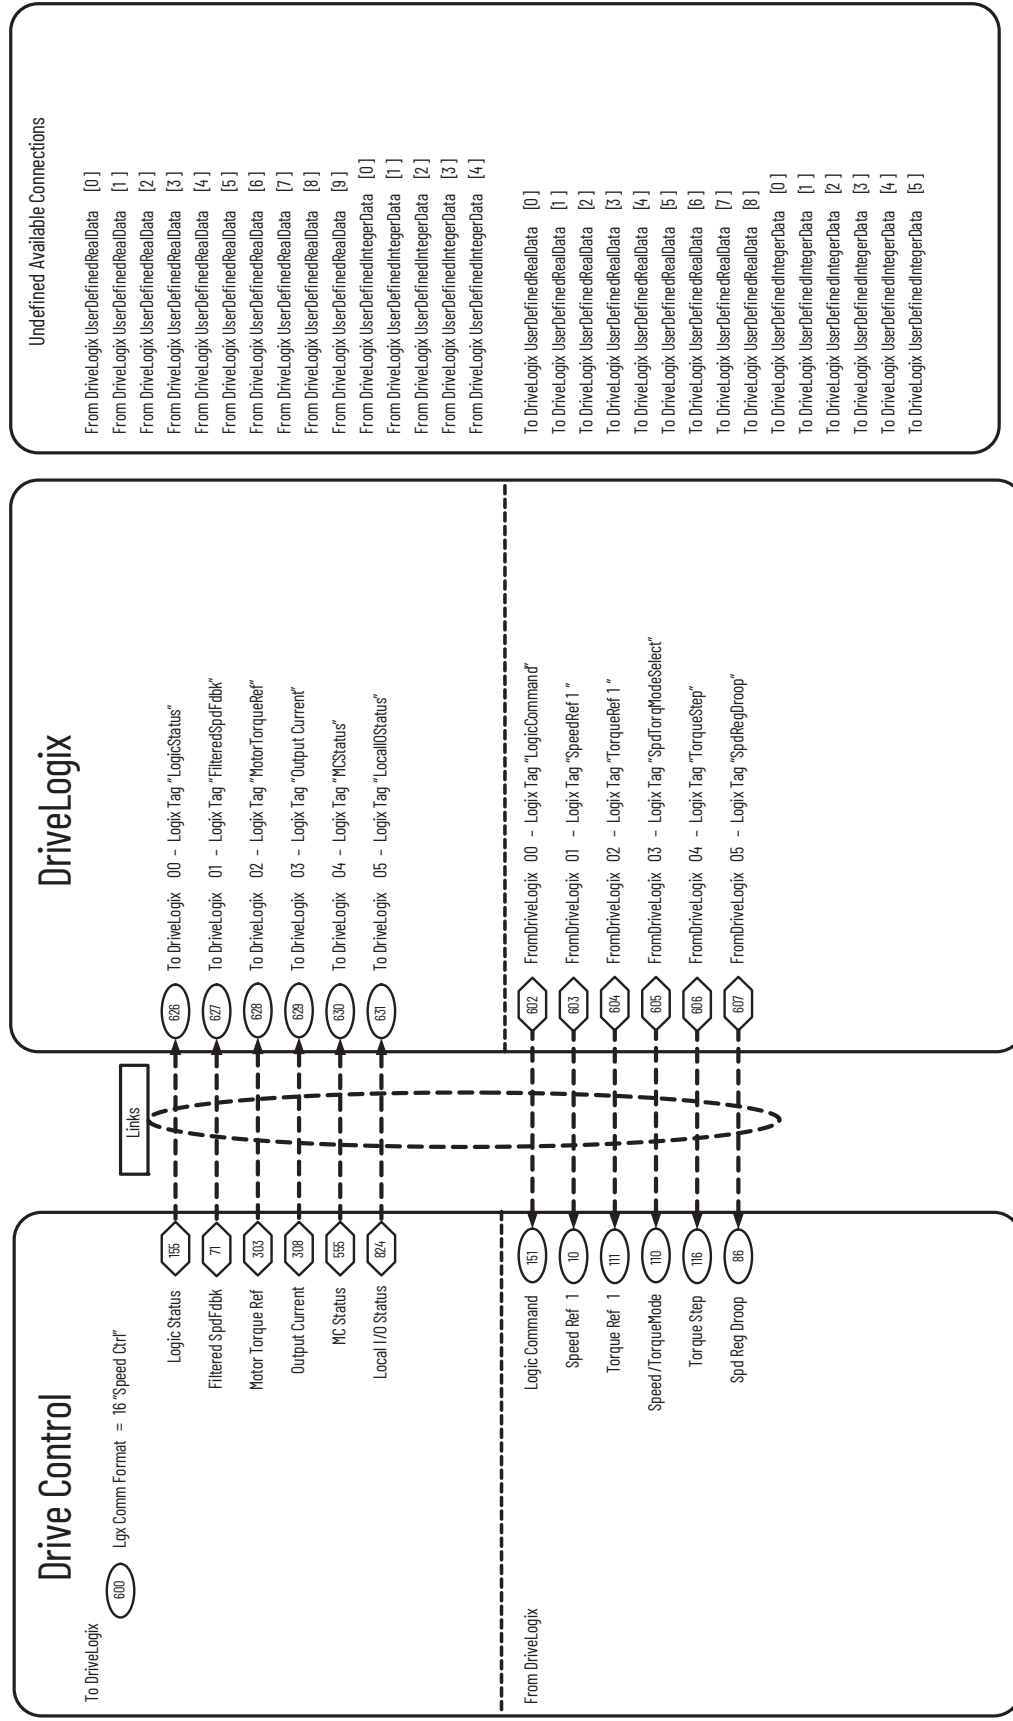 Drive Control
To DriveLogix
600 Lgx Comm Format = 16 “Speed Ctrl”
Logic Status 155
Filtered SpdFdbk 71
Motor Torque Ref 303
Output Current 308
MC Status 555
Local I/O Status 824
From DriveLogix
Logic Command 151
Speed Ref 1 10
Torque Ref 1 111
Speed/TorqueMode 110
Torque Step 116
Spd Reg Droop 86
Links
DriveLogix
626 To DriveLogix 00 - Logix Tag “LogicStatus”
627 To DriveLogix 01 - Logix Tag “FilteredSpdFdbk”
628 To DriveLogix 02 - Logix Tag “MotorTorqueRef”
629 To DriveLogix 03 - Logix Tag “Output Current”
630 To DriveLogix 04 - Logix Tag “MCStatus”
631 To DriveLogix 05 - Logix Tag “LocalIOStatus”
602 FromDriveLogix 00 - Logix Tag “LogicCommand”
603 FromDriveLogix 01 - Logix Tag “SpeedRef 1 ”
604 FromDriveLogix 02 - Logix Tag “TorqueRef 1 ”
605 FromDriveLogix 03 - Logix Tag “SpdTorqModeSelect”
606 FromDriveLogix 04 - Logix Tag “TorqueStep”
607 FromDriveLogix 05 - Logix Tag “SpdRegDroop”
Undefined Available Connections
From DriveLogix UserDefinedRealData [0]
From DriveLogix UserDefinedRealData [1]
From DriveLogix UserDefinedRealData [2]
From DriveLogix UserDefinedRealData [3]
From DriveLogix UserDefinedRealData [4]
From DriveLogix UserDefinedRealData [5]
From DriveLogix UserDefinedRealData [6]
From DriveLogix UserDefinedRealData [7]
From DriveLogix UserDefinedRealData [8]
From DriveLogix UserDefinedRealData [9]
From DriveLogix UserDefinedIntegerData [0]
From DriveLogix UserDefinedIntegerData [1]
From DriveLogix UserDefinedIntegerData [2]
From DriveLogix UserDefinedIntegerData [3]
From DriveLogix UserDefinedIntegerData [4]
To DriveLogix UserDefinedRealData [0]
To DriveLogix UserDefinedRealData [1]
To DriveLogix UserDefinedRealData [2]
To DriveLogix UserDefinedRealData [3]
To DriveLogix UserDefinedRealData [4]
To DriveLogix UserDefinedRealData [5]
To DriveLogix UserDefinedRealData [6]
To DriveLogix UserDefinedRealData [7]
To DriveLogix UserDefinedRealData [8]
To DriveLogix UserDefinedIntegerData [0]
To DriveLogix UserDefinedIntegerData [1]
To DriveLogix UserDefinedIntegerData [2]
To DriveLogix UserDefinedIntegerData [3]
To DriveLogix UserDefinedIntegerData [4]
To DriveLogix UserDefinedIntegerData [5]